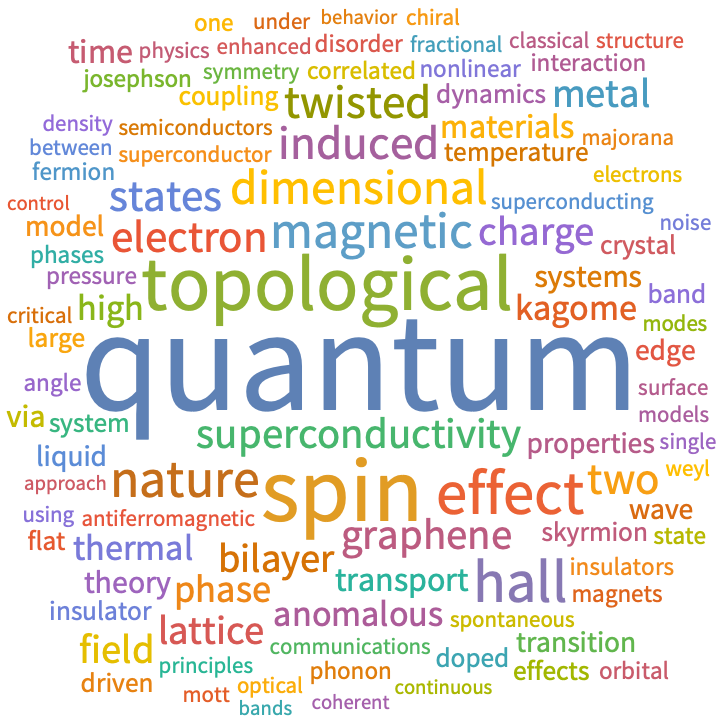 one under behavior chiral
time physics enhanced disorder fractional classical structure
josephson symmetry correlated nonlinear interaction
coupling twisted dynamics metal
density semiconductors induced materials majorana
between superconductor temperature
fermion states dimensional electrons superconducting
control model electron magnetic charge noise
phases crystal
pressure high topological systems band
critical kagome modes
large quantum edge
angle surface
via system superconductivity properties models single
liquid nature spin effect two weyl
approach
using antiferromagnetic graphene skyrmion wave state
flat thermal bilayer transport hall insulators
theory phase magnets
insulator lattice anomalous spontaneous
field communications doped transition
principles phonon effects orbital
driven mott optical continuous
bands coherent